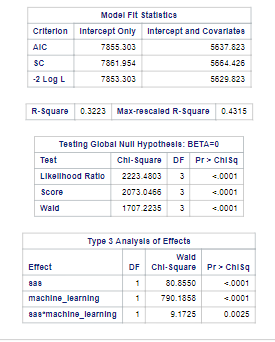 Model Fit Statistics
Criterion Intercept Only Intercept and Covariates
AIC 7855.303 5637.823
SC 7861.954 5664.426
-2 Log L 7853.303 5629.823
R-Square 0.3223 Max-rescaled R-Square 0.4315
Testing Global Null Hypothesis: BETA=0
Test Chi-Square DF Pr > ChiSq
Likelihood Ratio 2223.4803 3 <.0001
Score 2073.0466 3 <.0001
Wald 1707.2235 3 <.0001
Type 3 Analysis of Effects
Effect DF Wald Chi-Square Pr > ChiSq
sas 1 80.8550 <.0001
machine_learning 1 790.1858 <.0001
sas*machine_learning 1 9.1725 0.0025